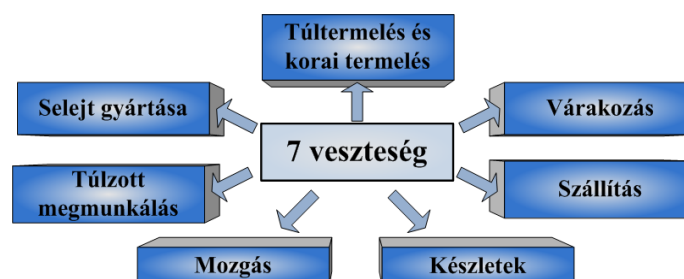 Túltermelés és
korai termelés
Selejt gyártása
Várakozás
7 veszteség
Túlzott
megmunkálás
Szállítás
Mozgás
Készletek